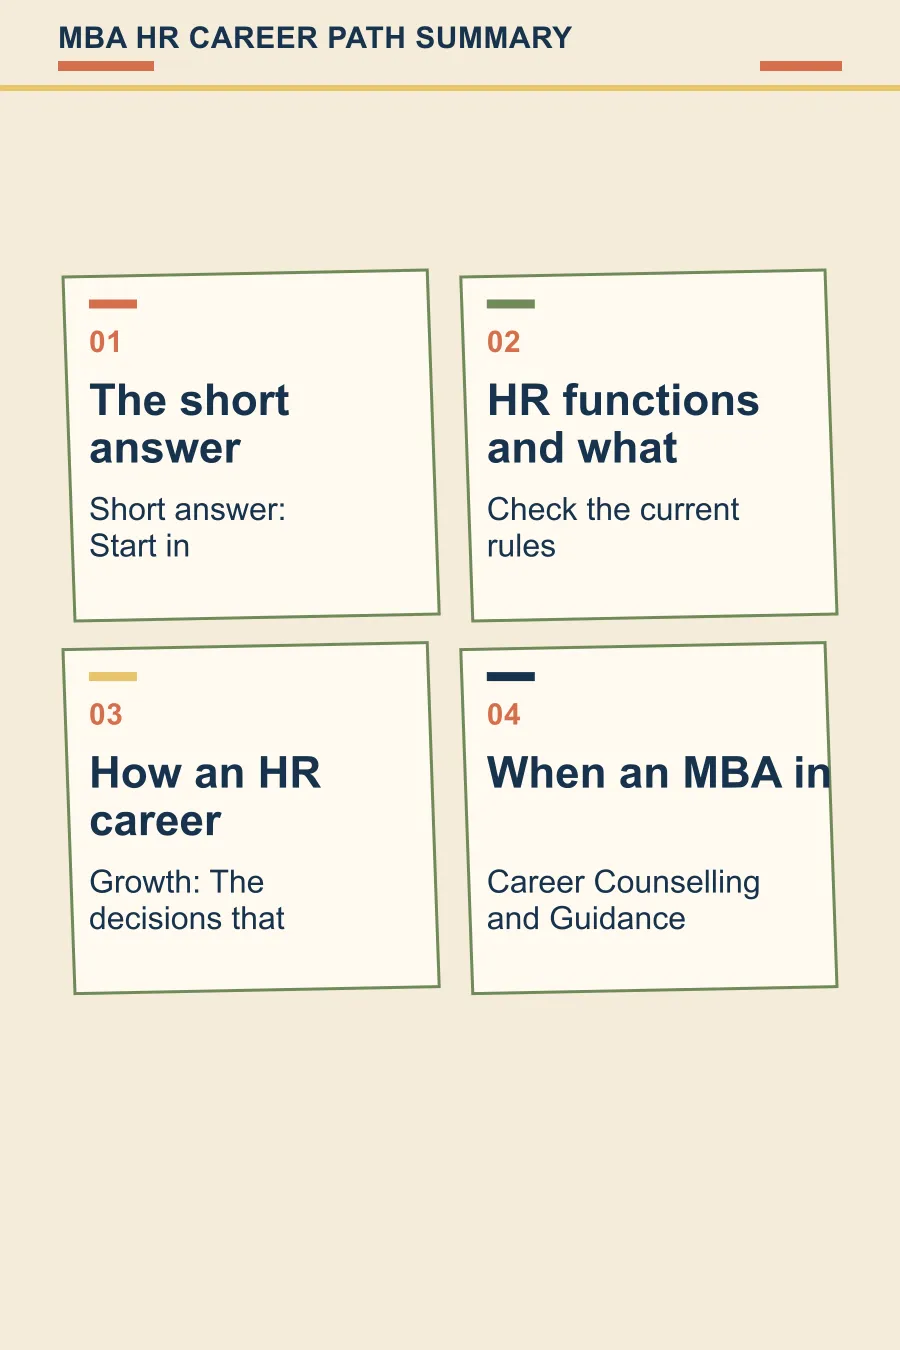 MBA HR CAREER PATH SUMMARY
01
The short
answer
Short answer:
Start in
02
HR functions
and what
Check the current
rules
03
How an HR
career
Growth: The
decisions that
04
When an MBA in
Career Counselling
and Guidance